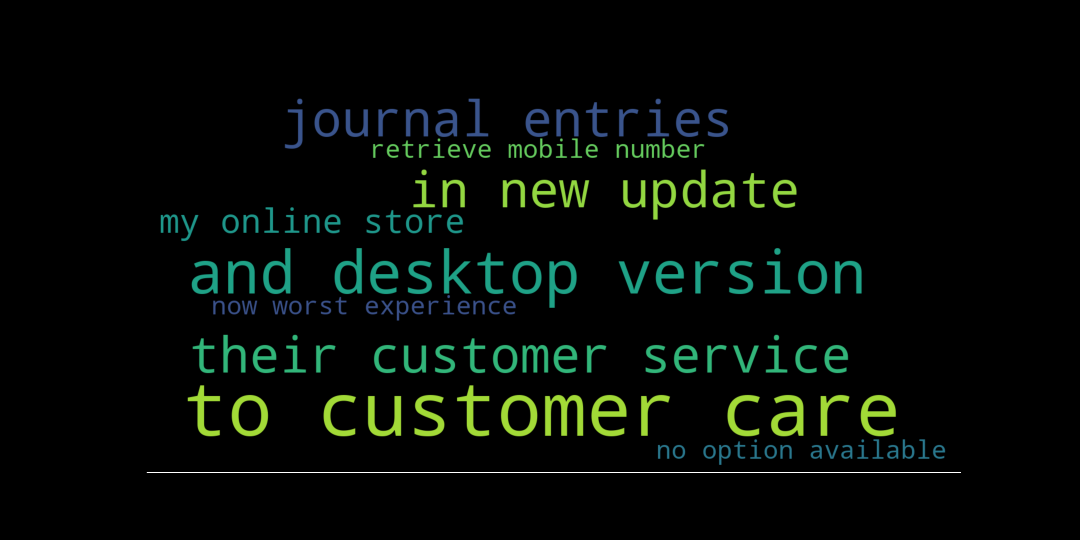 journal entries
retrieve mobile number
in new update
my online store
and desktop version
now worst experience
their customer service
to customer care
no option available